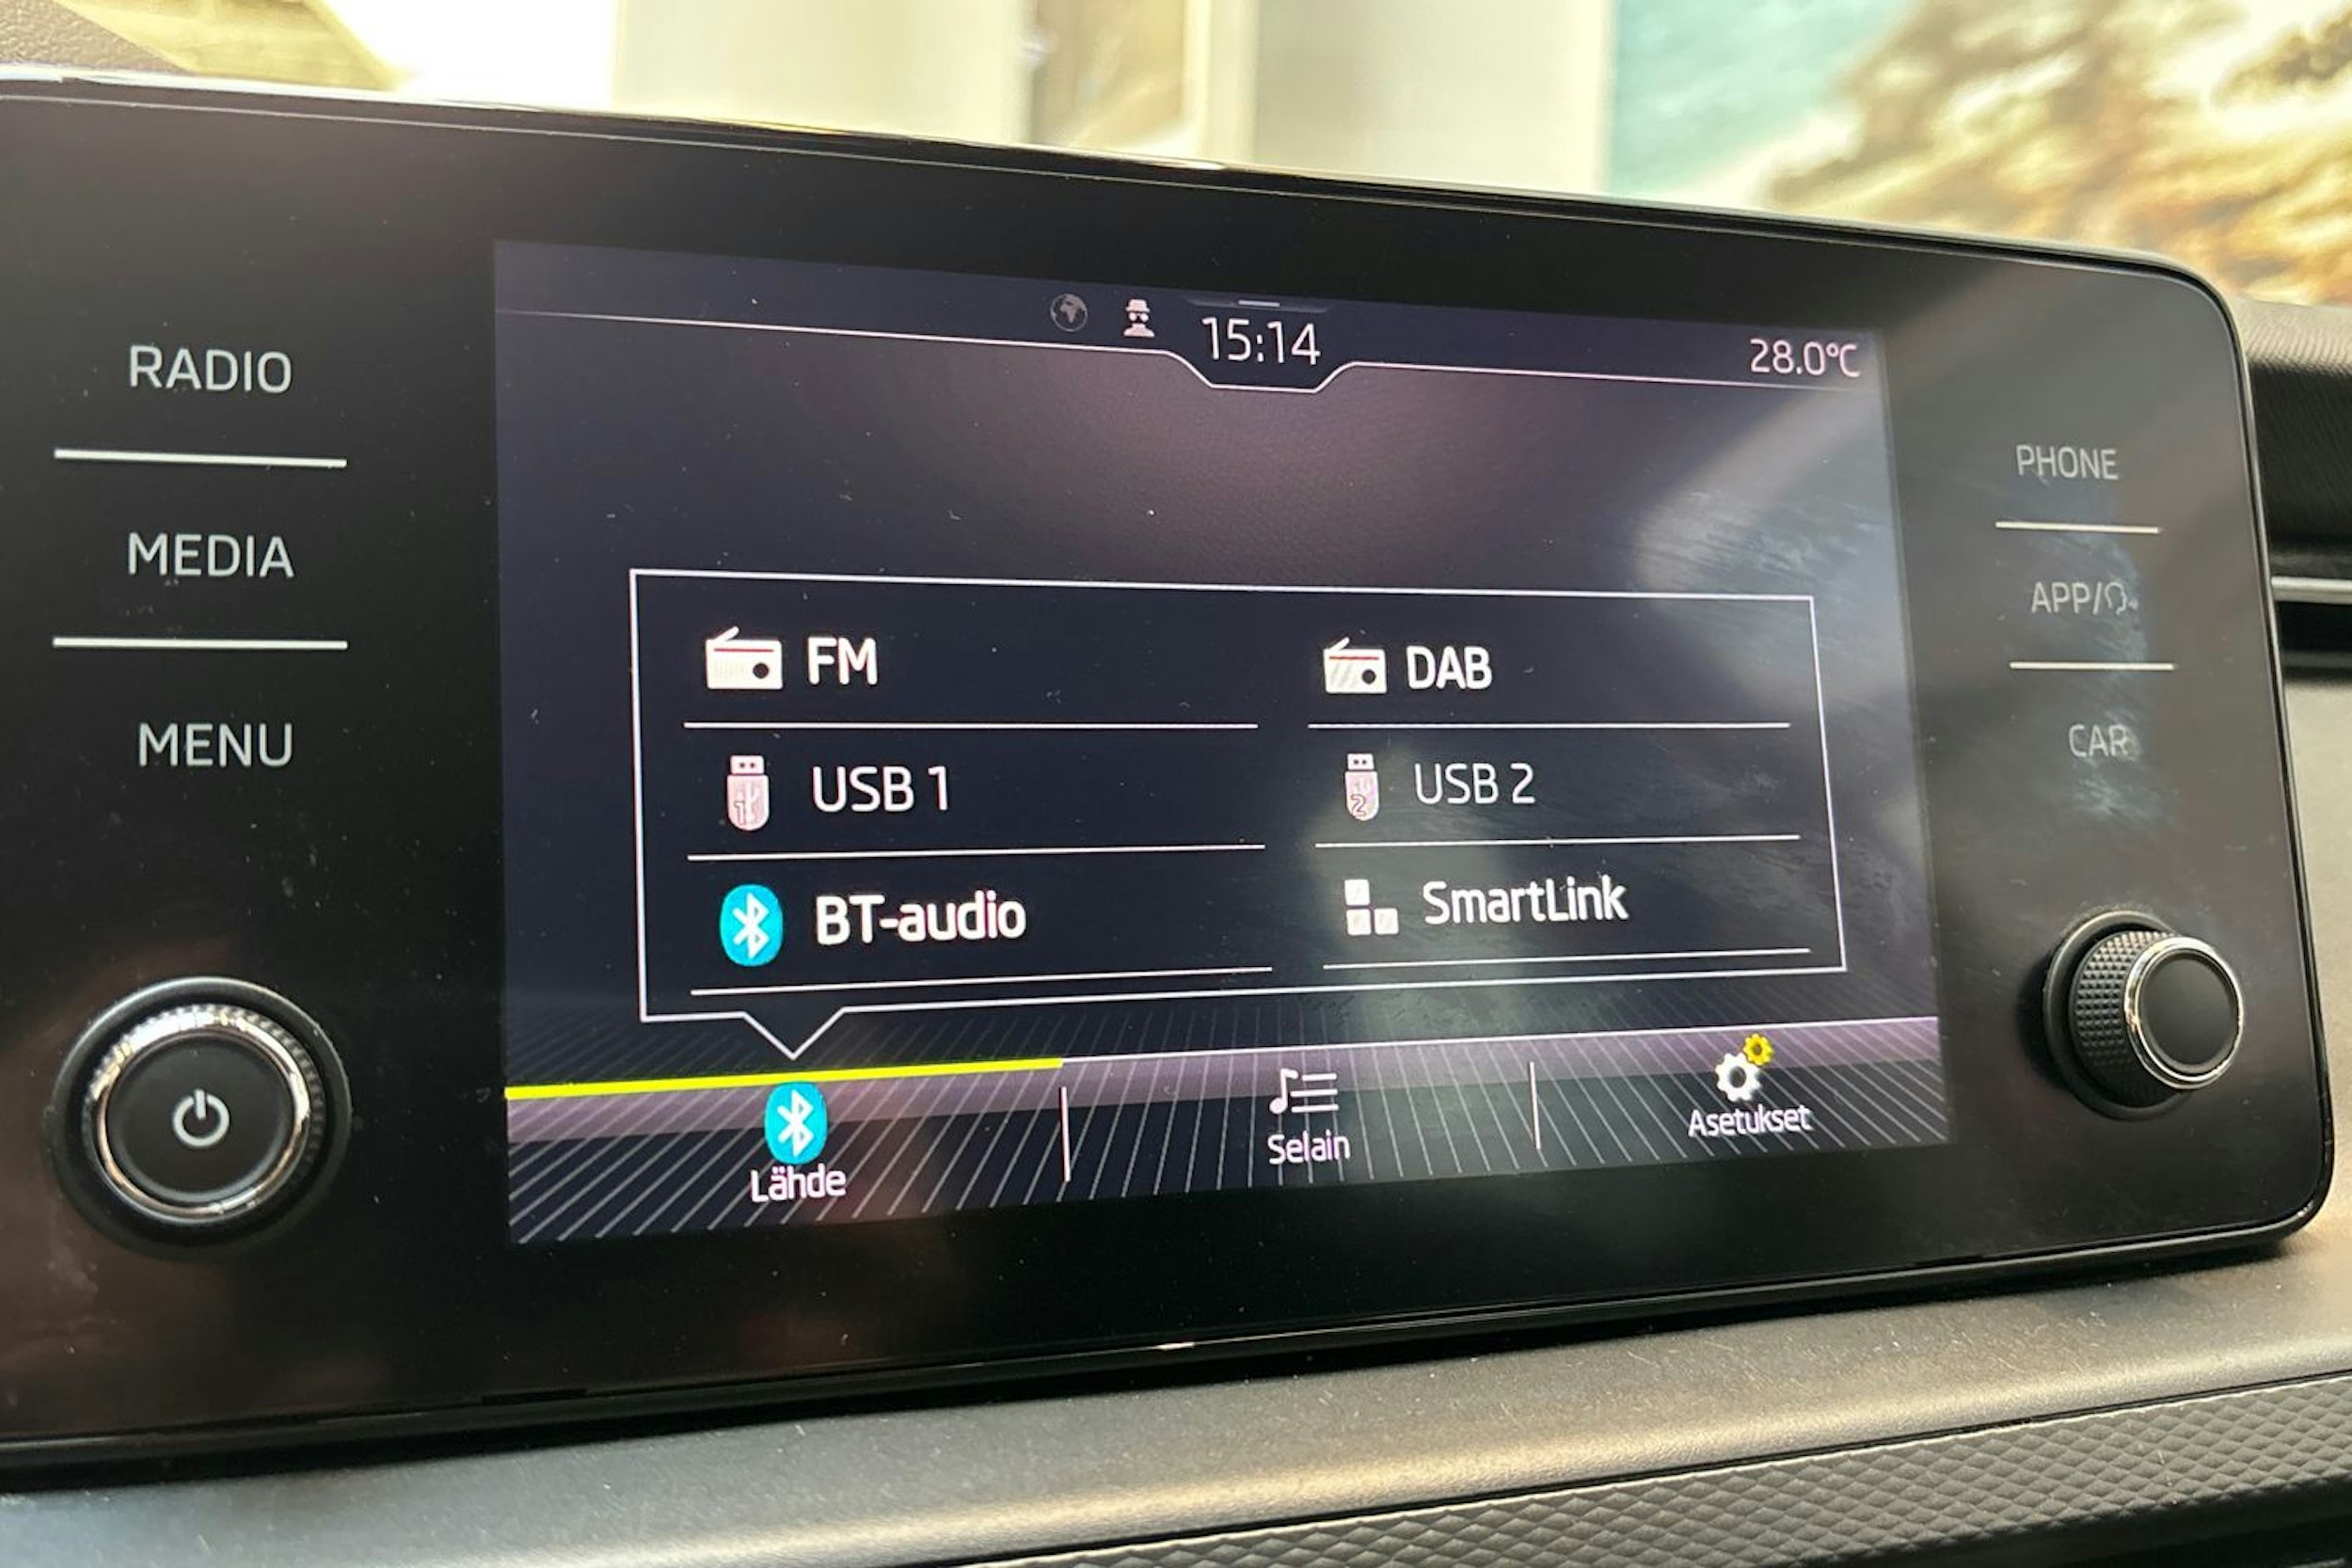 RADIO
MEDIA
MENU
15:14
28.0°C
FM
DAB
USB 1
USB 2
BT-audio
SmartLink
Lähde
Selain
Asetukset
PHONE
APP/
CAR